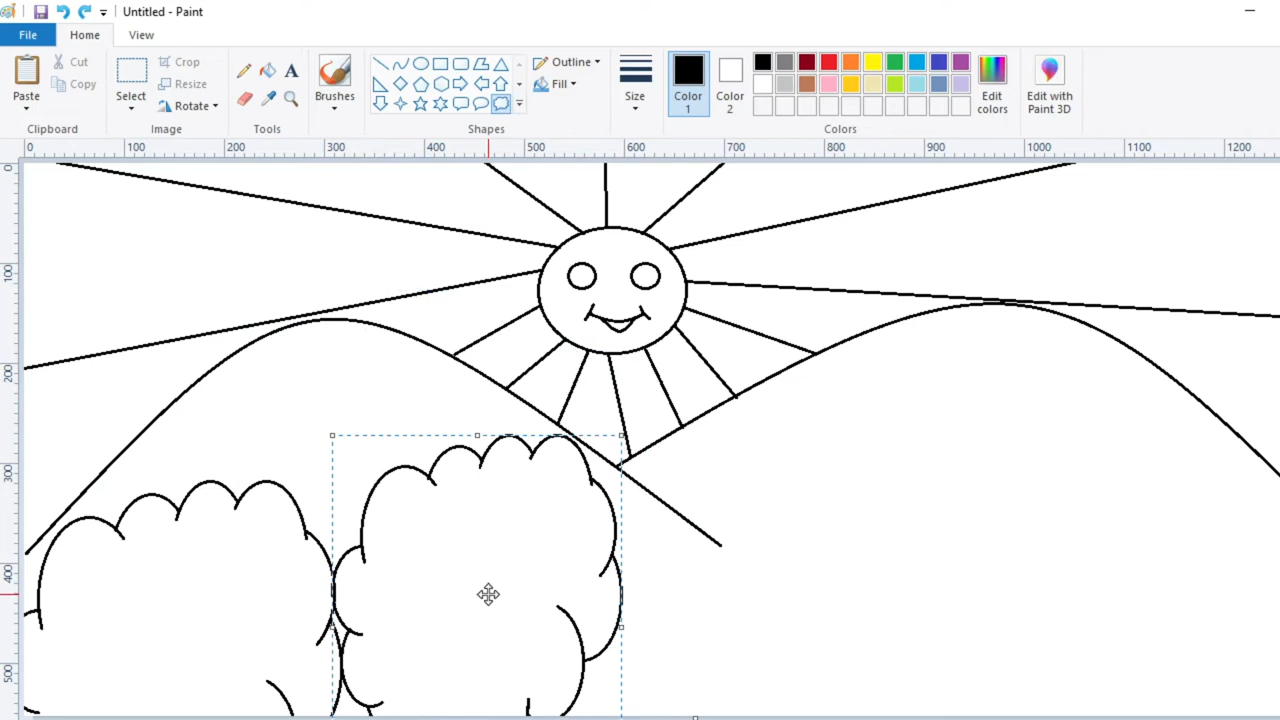 Untitled - Paint
File Home View
Paste Cut Copy
Clipboard
Select Crop Resize Rotate
Image
A
Tools
Brushes
Outline Fill
Shapes
Size
Color 1
Color 2
Edit colors
Colors
Edit with Paint 3D
0 100 200 300 400 500 600 700 800 900 1000 1100 1200
0
100
200
300
400
500